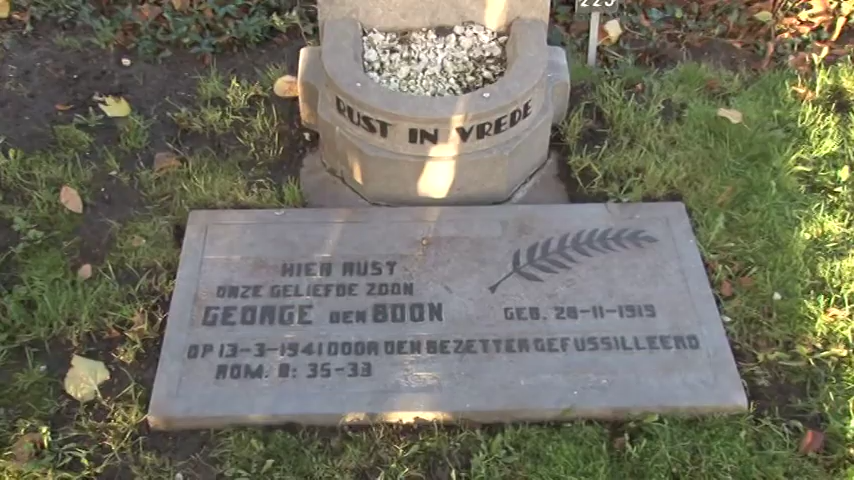 225
RUST IN VREDE
HIER RUST
ONZE GELIEFDE ZOON
GEORGE DEN BOON GEB. 28-11-1919
OP 13-3-1941 DOOR DEN BEZETTER GEFUSILLEERD
ROM. 8: 35-39